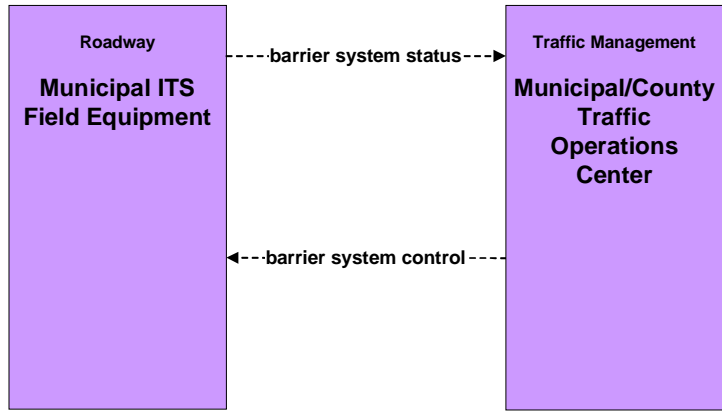 Roadway
Municipal ITS
Field Equipment
barrier system status
Traffic Management
Municipal/County
Traffic
Operations
Center
barrier system control